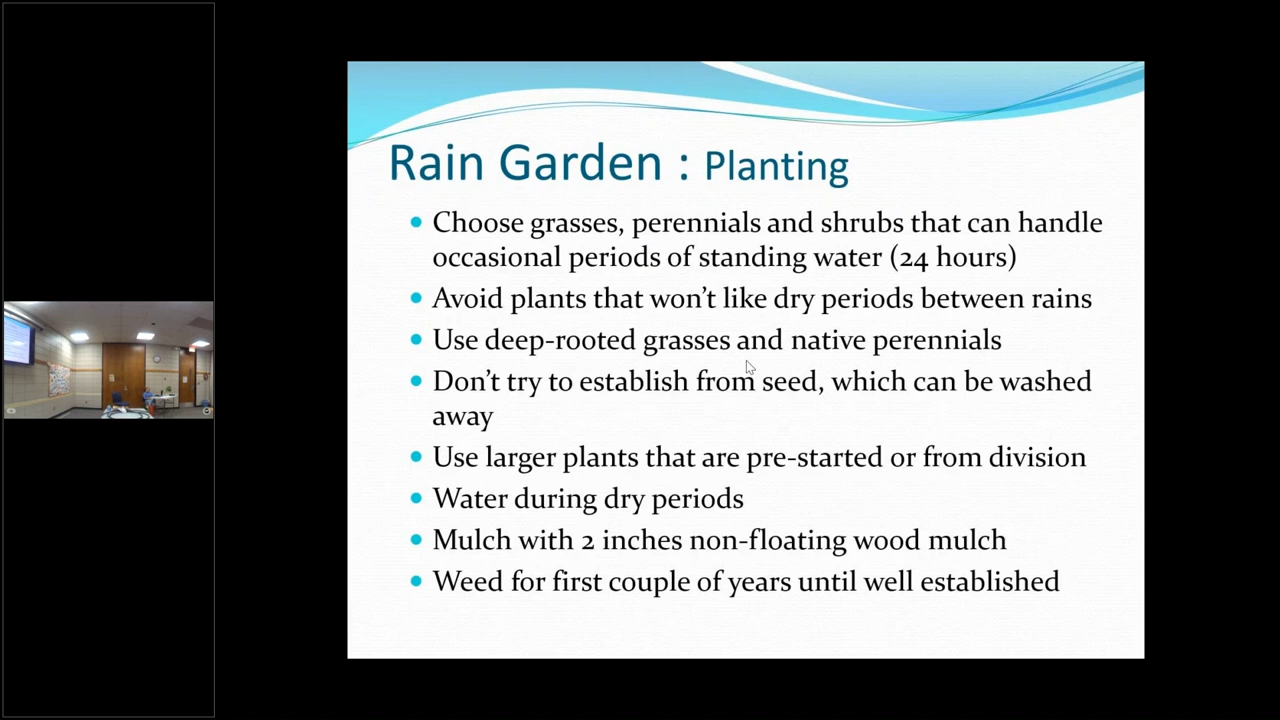 Rain Garden : Planting
• Choose grasses, perennials and shrubs that can handle
occasional periods of standing water (24 hours)
• Avoid plants that won't like dry periods between rains
• Use deep-rooted grasses and native perennials
• Don't try to establish from seed, which can be washed
away
• Use larger plants that are pre-started or from division
• Water during dry periods
• Mulch with 2 inches non-floating wood mulch
• Weed for first couple of years until well established